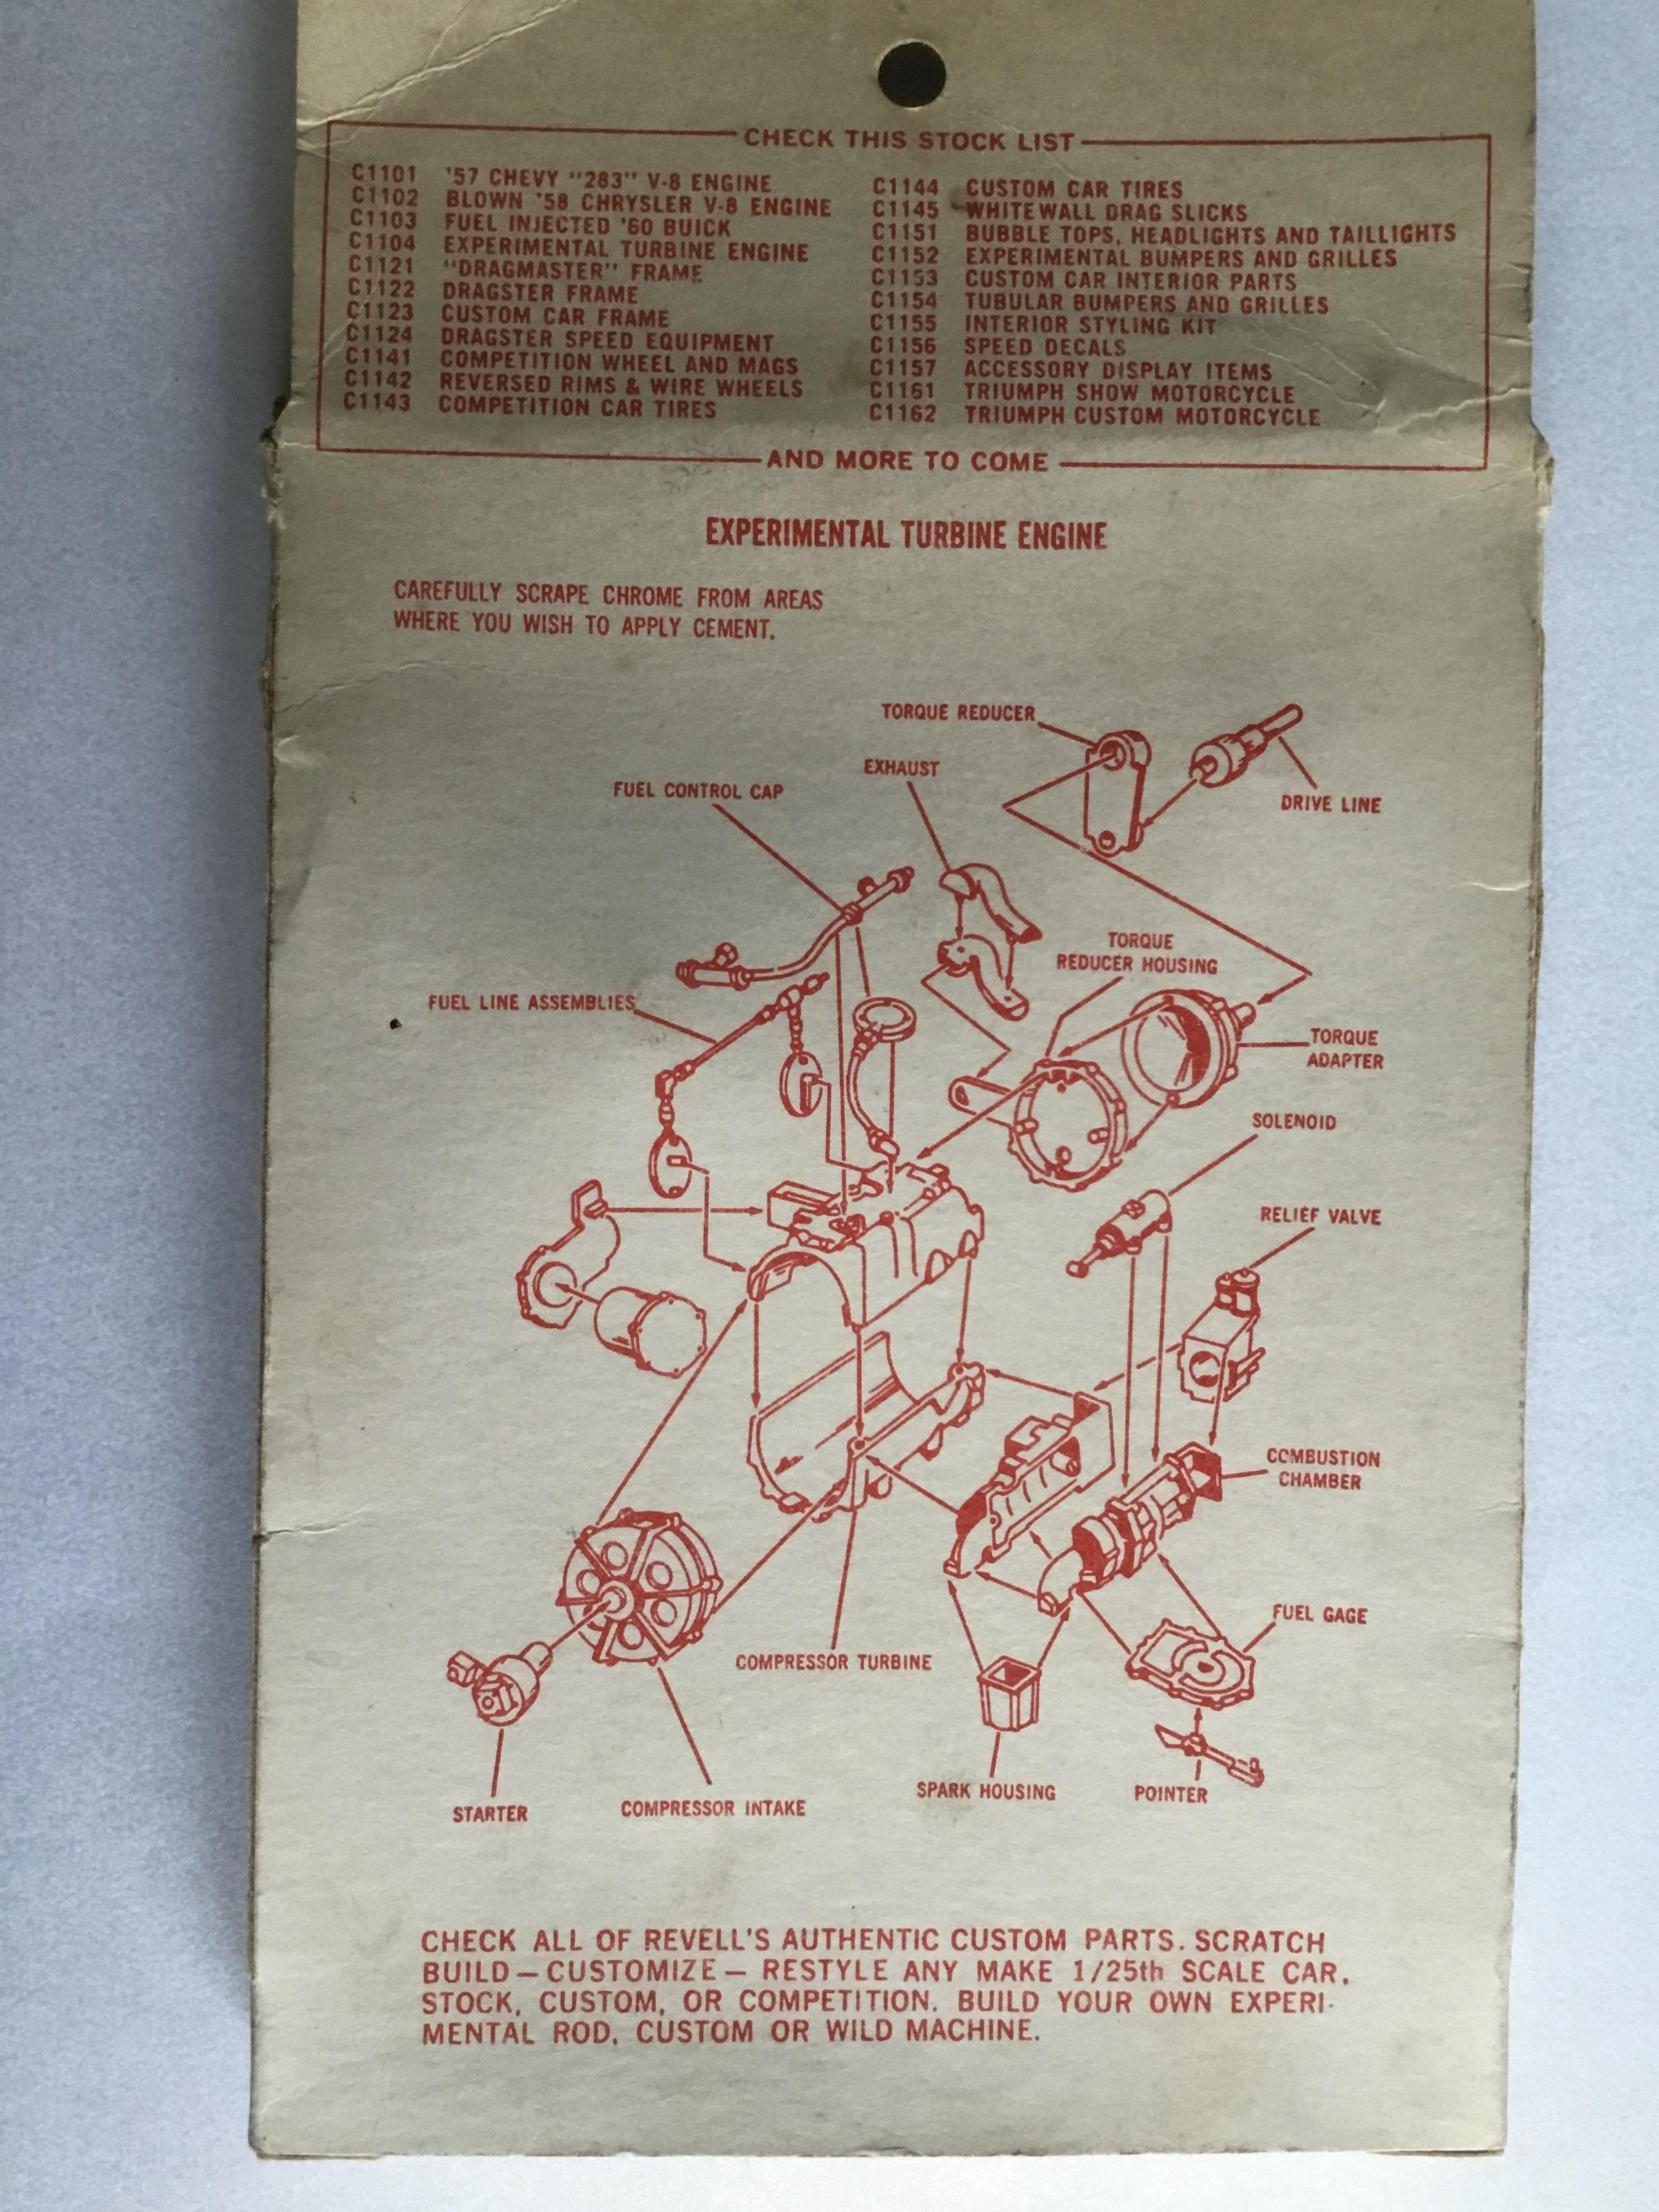 CHECK THIS STOCK LIST
C1101 '57 CHEVY "283" V-8 ENGINE
C1102 BLOWN '58 CHRYSLER V-8 ENGINE
C1103 FUEL INJECTED '60 BUICK
C1104 EXPERIMENTAL TURBINE ENGINE
C1121 "DRAGMASTER" FRAME
C1122 DRAGSTER FRAME
C1123 CUSTOM CAR FRAME
C1124 DRAGSTER SPEED EQUIPMENT
C1141 COMPETITION WHEEL AND MAGS
C1142 REVERSED RIMS & WIRE WHEELS
C1143 COMPETITION CAR TIRES
C1144 CUSTOM CAR TIRES
C1145 WHITEWALL DRAG SLICKS
C1151 BUBBLE TOPS, HEADLIGHTS AND TAILLIGHTS
C1152 EXPERIMENTAL BUMPERS AND GRILLES
C1153 CUSTOM CAR INTERIOR PARTS
C1154 TUBULAR BUMPERS AND GRILLES
C1155 INTERIOR STYLING KIT
C1156 SPEED DECALS
C1157 ACCESSORY DISPLAY ITEMS
C1161 TRIUMPH SHOW MOTORCYCLE
C1162 TRIUMPH CUSTOM MOTORCYCLE
AND MORE TO COME
EXPERIMENTAL TURBINE ENGINE
CAREFULLY SCRAPE CHROME FROM AREAS
WHERE YOU WISH TO APPLY CEMENT.
TORQUE REDUCER
EXHAUST
FUEL CONTROL CAP
DRIVE LINE
TORQUE
REDUCER HOUSING
FUEL LINE ASSEMBLIES
TORQUE
ADAPTER
SOLENOID
RELIEF VALVE
COMBUSTION
CHAMBER
FUEL GAGE
COMPRESSOR TURBINE
SPARK HOUSING
POINTER
STARTER
COMPRESSOR INTAKE
CHECK ALL OF REVELL'S AUTHENTIC CUSTOM PARTS. SCRATCH
BUILD — CUSTOMIZE — RESTYLE ANY MAKE 1/25th SCALE CAR.
STOCK, CUSTOM, OR COMPETITION. BUILD YOUR OWN EXPERI-
MENTAL ROD, CUSTOM OR WILD MACHINE.